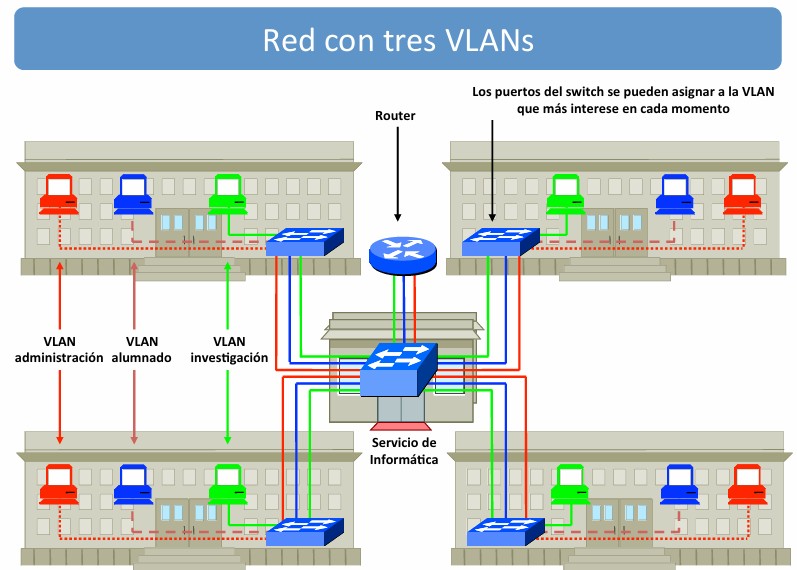 Red con tres VLANs
Los puertos del switch se pueden asignar a la VLAN
que más interese en cada momento
Router
VLAN
administración
VLAN
alumnado
VLAN
investigación
Servicio de
Informática